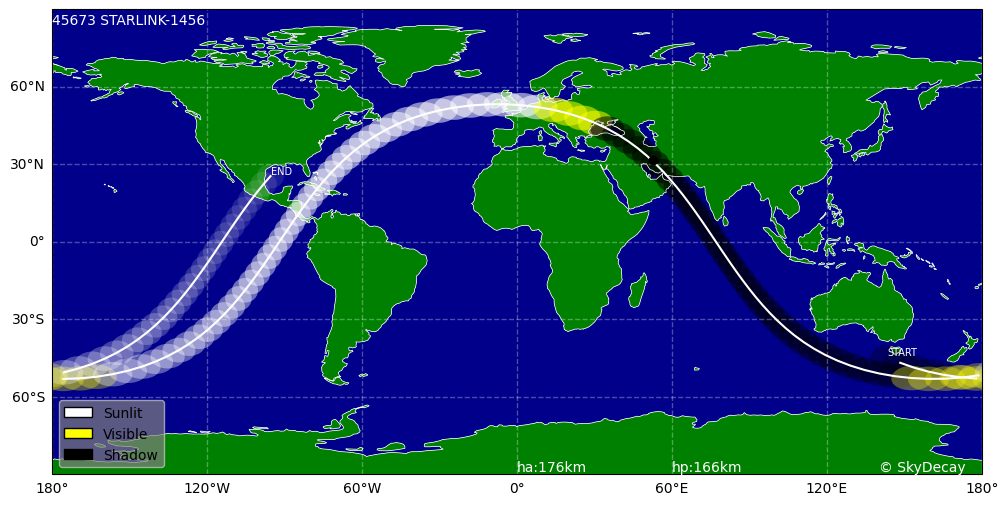 45673 STARLINK-1456
60°N
30°N
0°
30°S
60°S
END
START
Sunlit
Visible
Shadow
ha:176km
hp:166km
© SkyDecay
180°
120°W
60°W
0°
60°E
120°E
180°